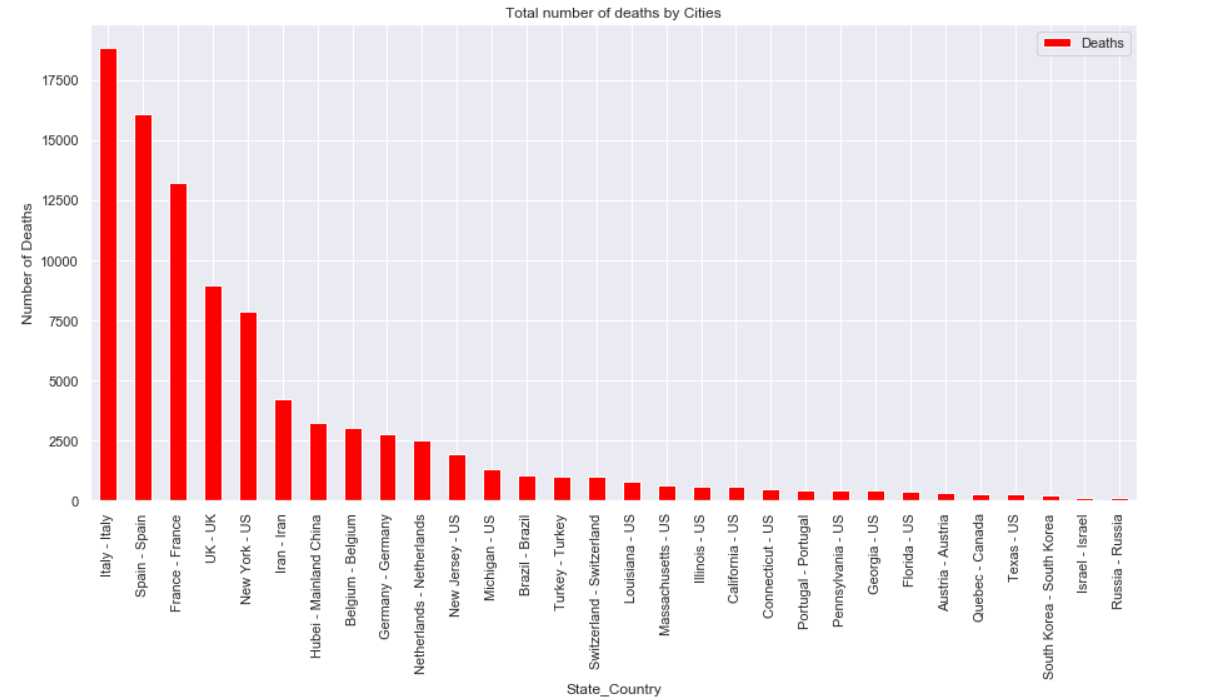 Total number of deaths by Cities
Deaths
Number of Deaths
17500
15000
12500
10000
7500
5000
2500
0
Italy - Italy
Spain - Spain
France - France
UK - UK
New York - US
Iran - Iran
Hubei - Mainland China
Belgium - Belgium
Germany - Germany
Netherlands - Netherlands
New Jersey - US
Michigan - US
Brazil - Brazil
Turkey - Turkey
Switzerland - Switzerland
Louisiana - US
Massachusetts - US
Illinois - US
California - US
Connecticut - US
Portugal - Portugal
Pennsylvania - US
Georgia - US
Florida - US
Austria - Austria
Quebec - Canada
Texas - US
South Korea - South Korea
Israel - Israel
Russia - Russia
State_Country